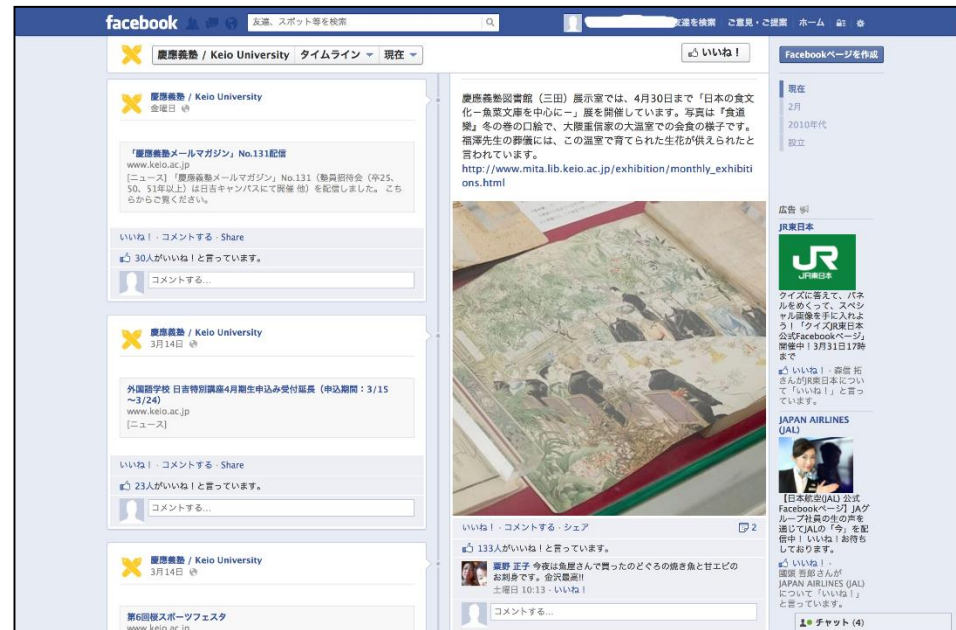 facebook
友達、スポット等を検索
友達を検索 ご意見・ご提案 ホーム
慶應義塾 / Keio University タイムライン 現在
いいね！
Facebookページを作成
慶應義塾 / Keio University
金曜日
「慶應義塾メールマガジン」No.131配信
www.keio.ac.jp
[ニュース] 「慶應義塾メールマガジン」No.131（塾員招待会（卒25、
50、51年以上）は日吉キャンパスにて開催 他）を配信しました。 こち
らからご覧ください。
いいね！ · コメントする · Share
30人がいいね！と言っています。
コメントする...
慶應義塾 / Keio University
3月14日
外国語学校 日吉特別講座4月期生申込み受付延長（申込期間：3/15
～3/24）
www.keio.ac.jp
[ニュース]
いいね！ · コメントする · Share
23人がいいね！と言っています。
コメントする...
慶應義塾 / Keio University
3月14日
第6回桜スポーツフェスタ
www.keio.ac.jp
慶應義塾図書館（三田）展示室では、4月30日まで「日本の食文
化－魚菜文庫を中心に－」展を開催しています。写真は『食道
樂』冬の巻の口絵で、大隈重信家の大温室での会食の様子です。
福澤先生の葬儀には、この温室で育てられた生花が供えられたと
言われています。
http://www.mita.lib.keio.ac.jp/exhibition/monthly_exhibiti
ons.html
いいね！ · コメントする · シェア
2
133人がいいね！と言っています。
粟野 正子 今夜は魚屋さんで買ったのどぐろの焼き魚と甘エビの
お刺身です。金沢最高!!
土曜日 10:13 · いいね！
コメントする...
現在
2月
2010年代
設立
広告
JR東日本
JR
JR東日本
クイズに答えて、パネ
ルをめくって、スペシ
ャル画像を手に入れよ
う！「クイズJR東日本
公式Facebookページ」
開催中！3月31日17時
まで
いいね！ · 森信 拓
さんがJR東日本につい
て「いいね！」と言っ
ています。
JAPAN AIRLINES
(JAL)
【日本航空(JAL) 公式
Facebookページ】JAグ
ループ社員の生の声を
通じてJALの「今」を配
信中！ いいね！お待ち
しております。
いいね！ ·
國領 吾郎さんが
JAPAN AIRLINES (JAL)
について「いいね！」
と言っています。
チャット (4)